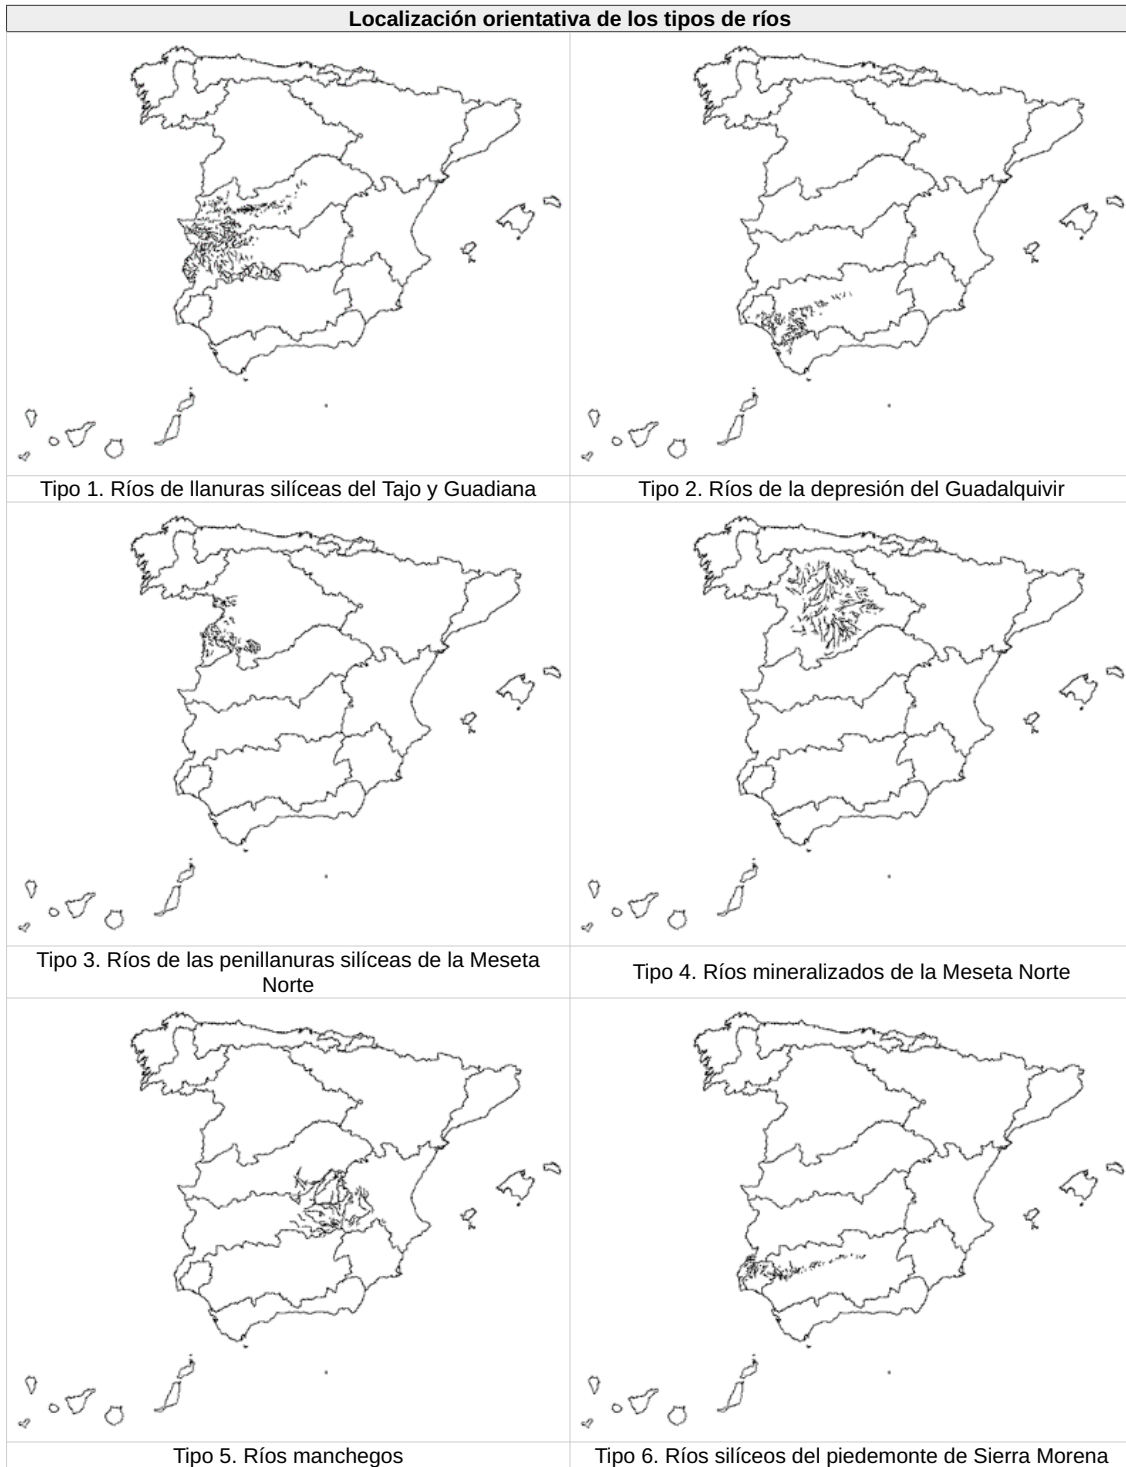 Localización orientativa de los tipos de ríos
Tipo 1. Ríos de llanuras silíceas del Tajo y Guadiana
Tipo 2. Ríos de la depresión del Guadalquivir
Tipo 3. Ríos de las penillanuras silíceas de la Meseta
Norte
Tipo 4. Ríos mineralizados de la Meseta Norte
Tipo 5. Ríos manchegos
Tipo 6. Ríos silíceos del piedemonte de Sierra Morena